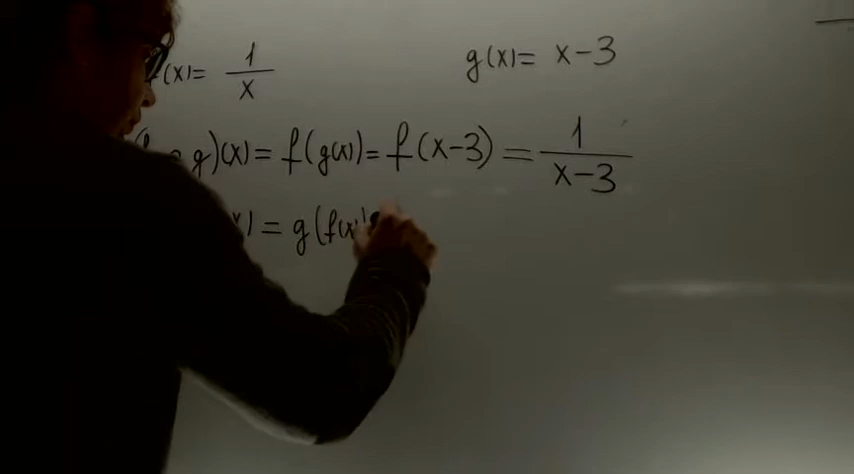 f(x)= 1/x
g(x)= x-3
g)(x)= f(g(x))= f(x-3) = 1/(x-3)
x) = g(f(x)